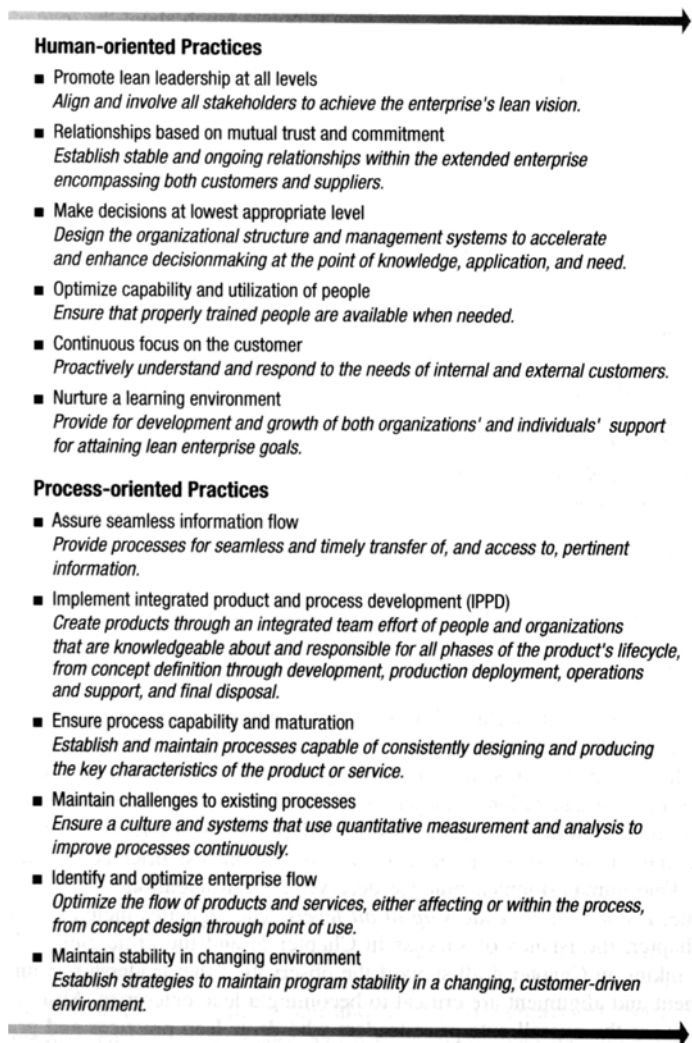 Human-oriented Practices
■ Promote lean leadership at all levels
Align and involve all stakeholders to achieve the enterprise's lean vision.
■ Relationships based on mutual trust and commitment
Establish stable and ongoing relationships within the extended enterprise
encompassing both customers and suppliers.
■ Make decisions at lowest appropriate level
Design the organizational structure and management systems to accelerate
and enhance decisionmaking at the point of knowledge, application, and need.
■ Optimize capability and utilization of people
Ensure that properly trained people are available when needed.
■ Continuous focus on the customer
Proactively understand and respond to the needs of internal and external customers.
■ Nurture a learning environment
Provide for development and growth of both organizations' and individuals' support
for attaining lean enterprise goals.
Process-oriented Practices
■ Assure seamless information flow
Provide processes for seamless and timely transfer of, and access to, pertinent
information.
■ Implement integrated product and process development (IPPD)
Create products through an integrated team effort of people and organizations
that are knowledgeable about and responsible for all phases of the product's lifecycle,
from concept definition through development, production deployment, operations
and support, and final disposal.
■ Ensure process capability and maturation
Establish and maintain processes capable of consistently designing and producing
the key characteristics of the product or service.
■ Maintain challenges to existing processes
Ensure a culture and systems that use quantitative measurement and analysis to
improve processes continuously.
■ Identify and optimize enterprise flow
Optimize the flow of products and services, either affecting or within the process,
from concept design through point of use.
■ Maintain stability in changing environment
Establish strategies to maintain program stability in a changing, customer-driven
environment.